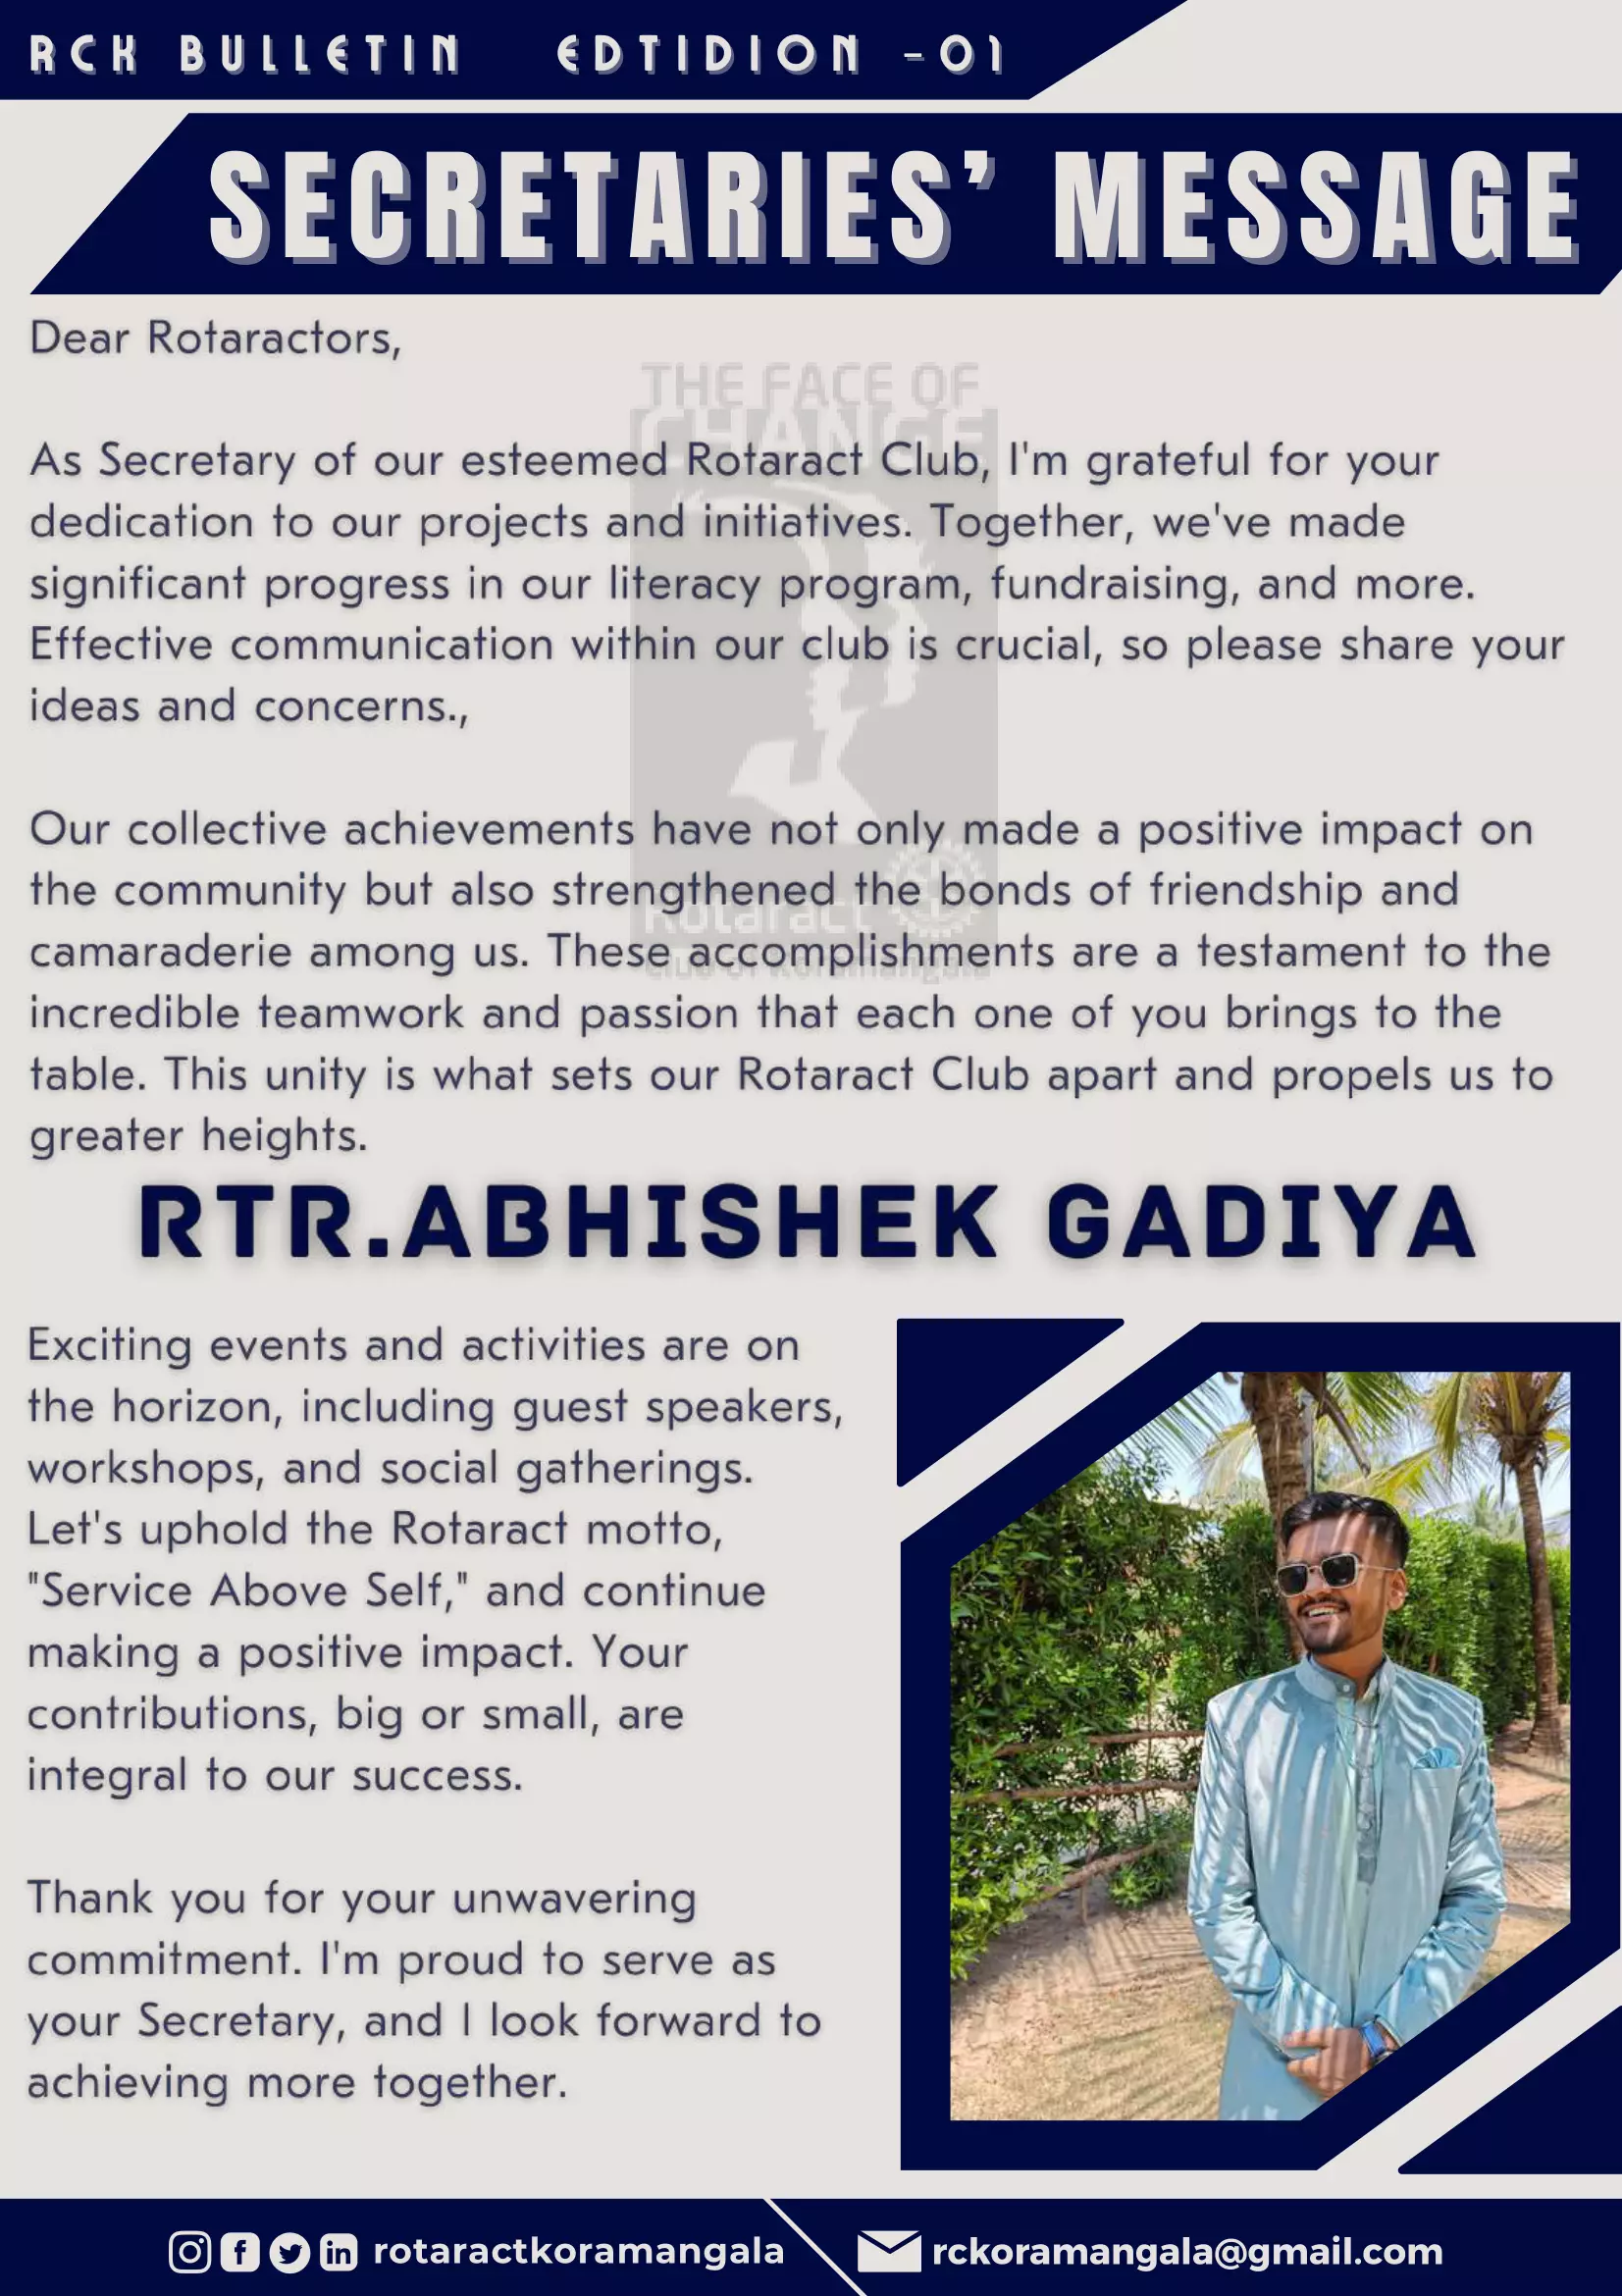 RCK BULLETIN EDTIDION -01
SECRETARIES' MESSAGE
Dear Rotaractors,
THE FACE OF
CHANGE
As Secretary of our esteemed Rotaract Club, I'm grateful for your
dedication to our projects and initiatives. Together, we've made
significant progress in our literacy program, fundraising, and more.
Effective communication within our club is crucial, so please share your
ideas and concerns.,
Our collective achievements have not only made a positive impact on
the community but also strengthened the bonds of friendship and
Rotaract
camaraderie among us. These accomplishments are a testament to the
Club of Koramangala
incredible teamwork and passion that each one of you brings to the
table. This unity is what sets our Rotaract Club apart and propels us to
greater heights.
RTR.ABHISHEK GADIYA
Exciting events and activities are on
the horizon, including guest speakers,
workshops, and social gatherings.
Let's uphold the Rotaract motto,
"Service Above Self," and continue
making a positive impact. Your
contributions, big or small, are
integral to our success.
Thank you for your unwavering
commitment. I'm proud to serve as
your Secretary, and I look forward to
achieving more together.
rotaractkoramangala
rckoramangala@gmail.com